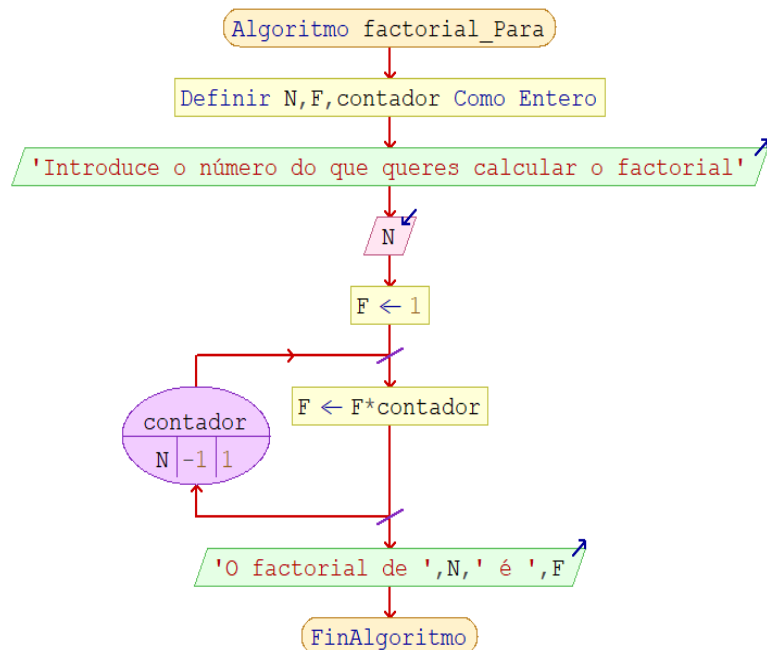 Algoritmo factorial_Para
Definir N,F,contador Como Entero
'Introduce o número do que queres calcular o factorial'
N
F ← 1
F ← F*contador
contador
N -1 1
'O factorial de ',N,' é ',F
FinAlgoritmo